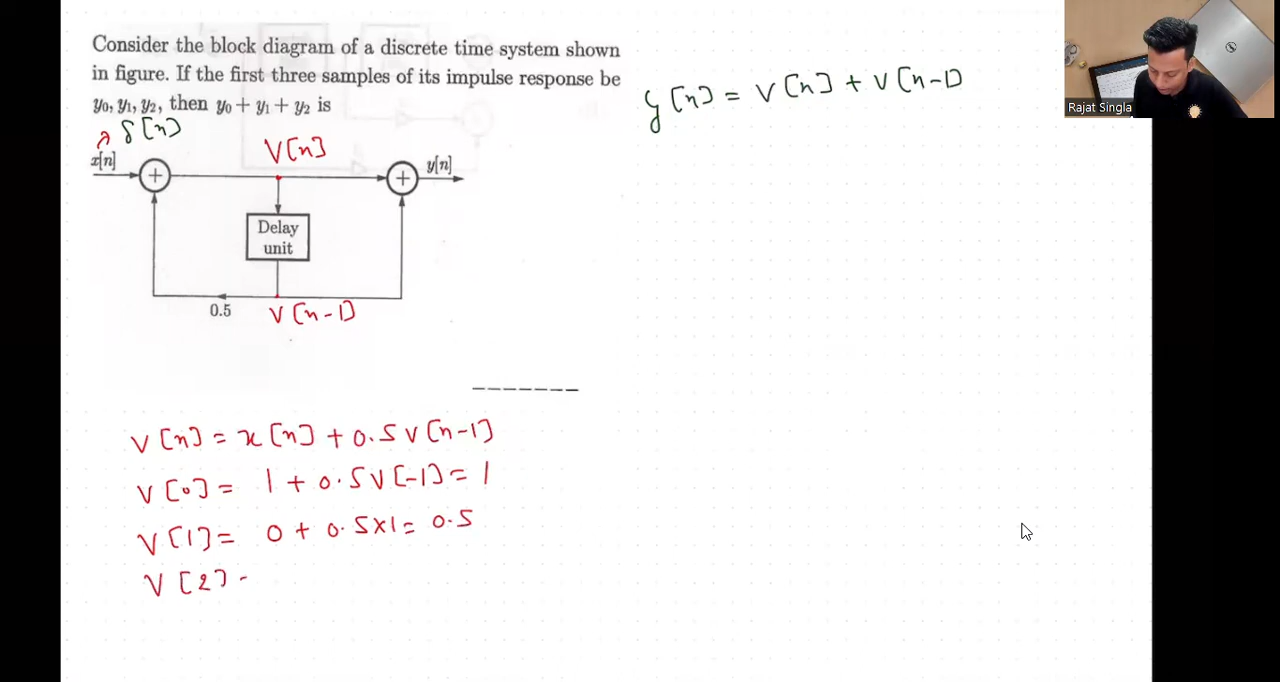 Consider the block diagram of a discrete time system shown
in figure. If the first three samples of its impulse response be
y₀, y₁, y₂, then y₀ + y₁ + y₂ is
δ[n]
x[n]
V[n]
y[n]
+
+
Delay
unit
0.5
V[n-1]
y[n] = V[n] + V[n-1]
V[n] = x[n] + 0.5 V[n-1]
V[0] = 1 + 0.5 V[-1] = 1
V[1] = 0 + 0.5×1 = 0.5
V[2] -
Rajat Singla